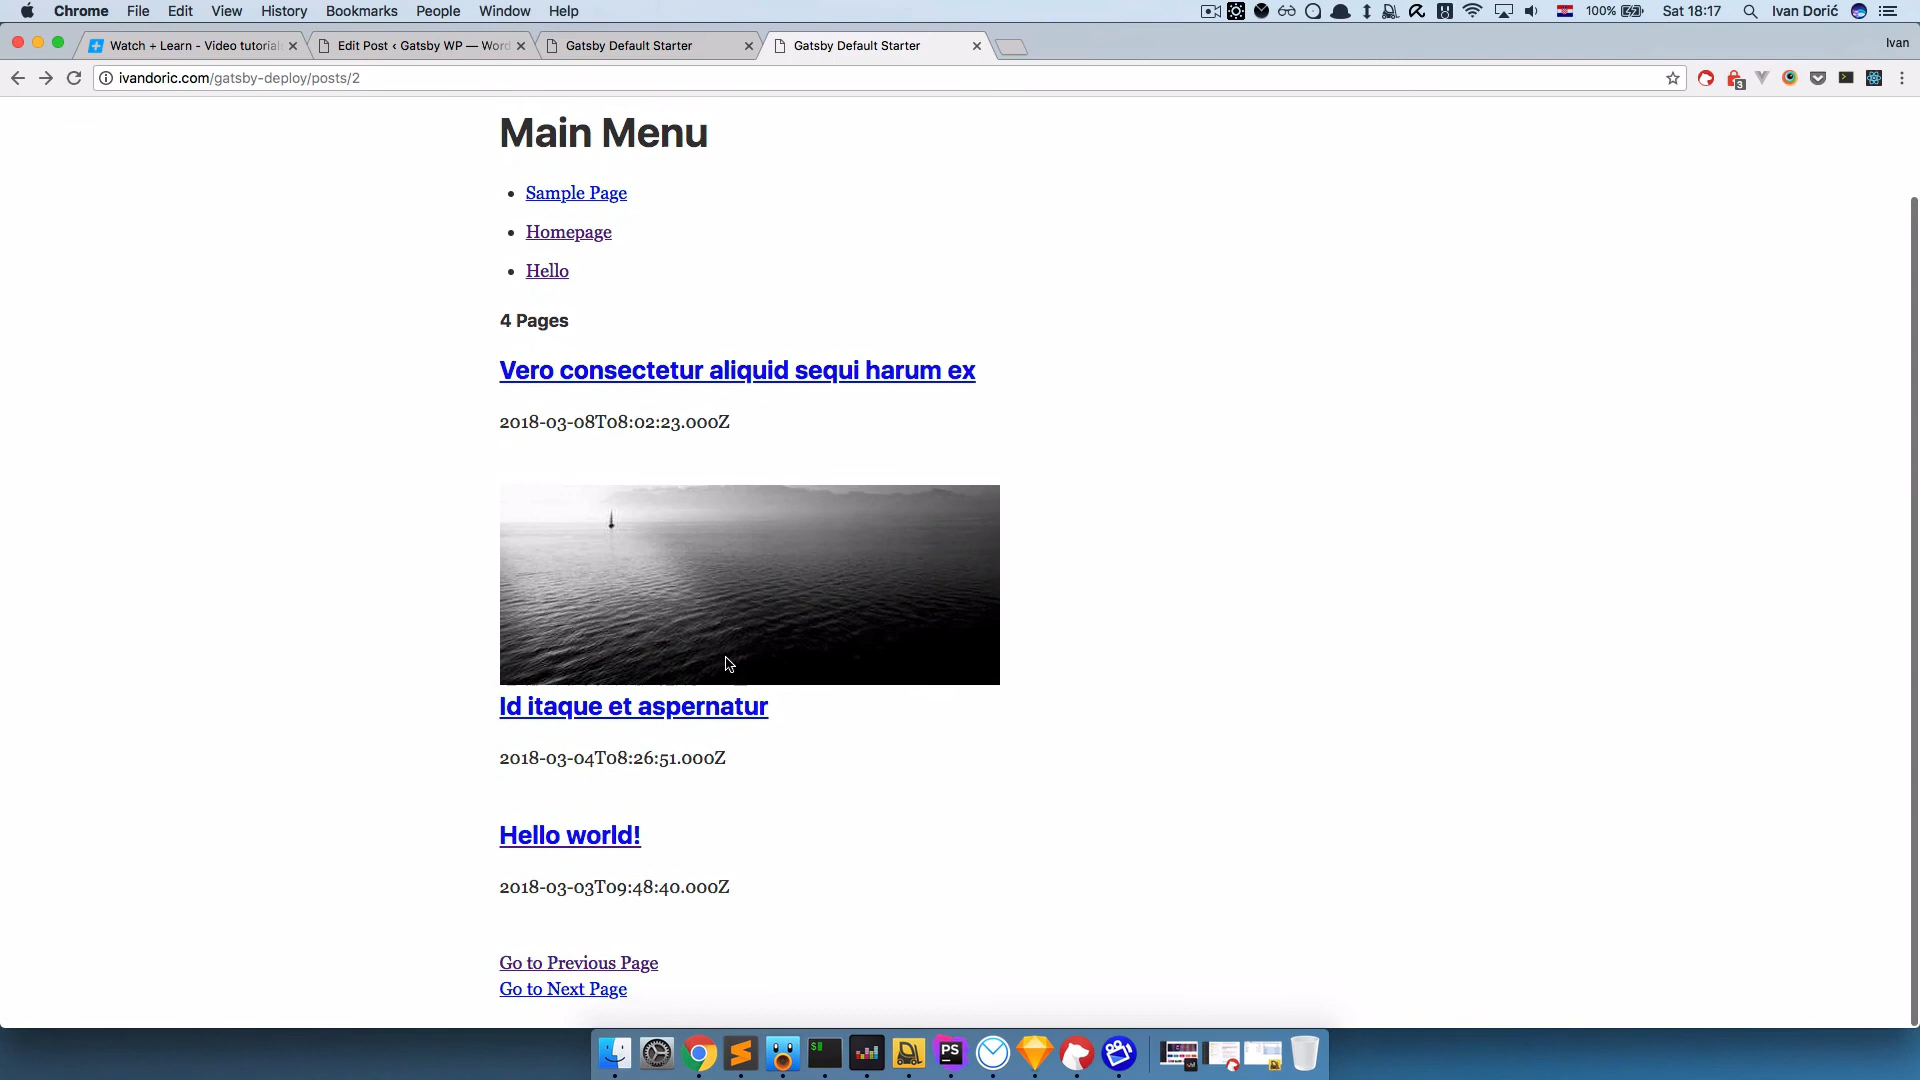 Chrome File Edit View History Bookmarks People Window Help 100% Sat 18:17 Ivan Dorić
Watch + Learn - Video tutorial Edit Post ‹ Gatsby WP — Word Gatsby Default Starter Gatsby Default Starter Ivan
ivandoric.com/gatsby-deploy/posts/2 3
Main Menu
Sample Page
Homepage
Hello
4 Pages
Vero consectetur aliquid sequi harum ex
2018-03-08T08:02:23.000Z
Id itaque et aspernatur
2018-03-04T08:26:51.000Z
Hello world!
2018-03-03T09:48:40.000Z
Go to Previous Page
Go to Next Page
PS